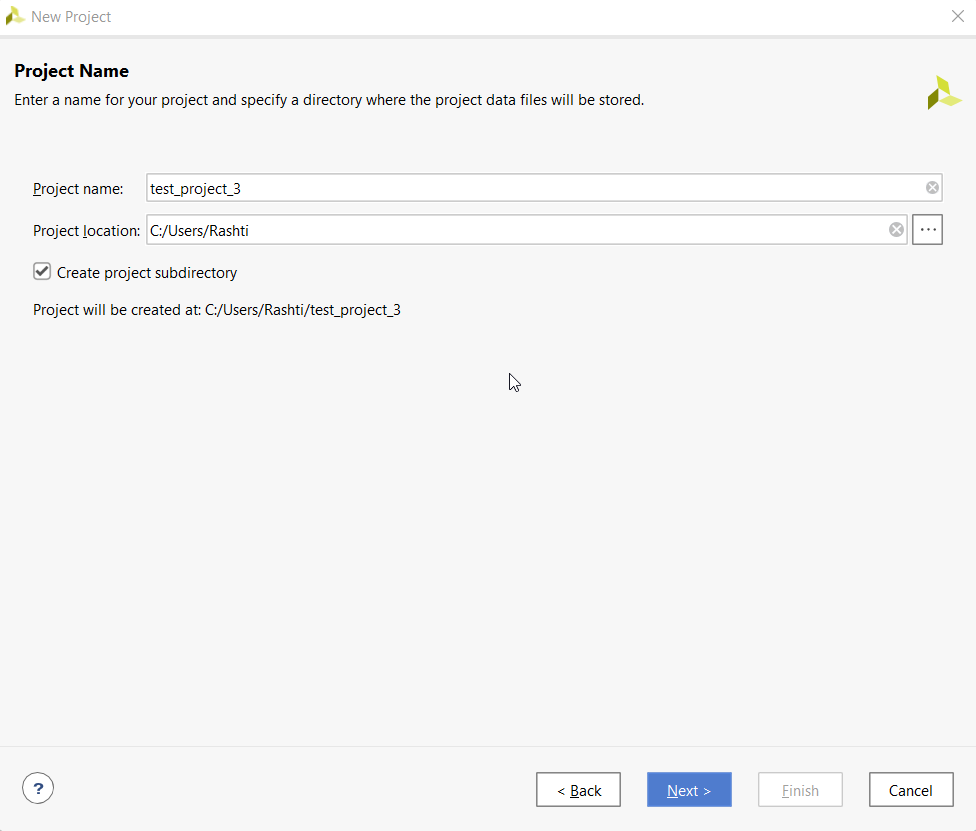 New Project
Project Name
Enter a name for your project and specify a directory where the project data files will be stored.
Project name: test_project_3
Project location: C:/Users/Rashti ...
Create project subdirectory
Project will be created at: C:/Users/Rashti/test_project_3
? < Back Next > Finish Cancel